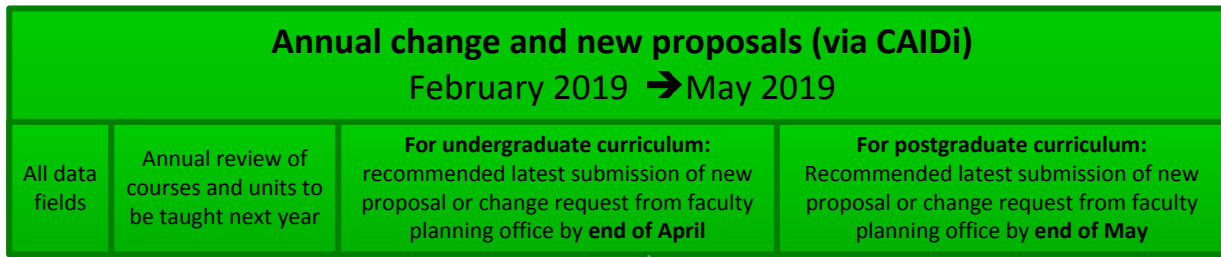 Annual change and new proposals (via CAIDi)
February 2019 ➔ May 2019
All data
fields
Annual review of
courses and units to
be taught next year
For undergraduate curriculum:
recommended latest submission of new
proposal or change request from faculty
planning office by end of April
For postgraduate curriculum:
Recommended latest submission of new
proposal or change request from faculty
planning office by end of May